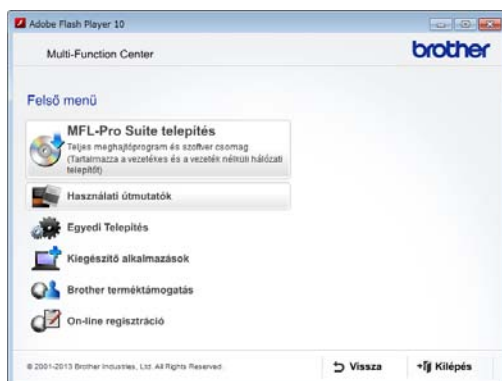 Adobe Flash Player 10
Multi-Function Center
brother
Felső menü
MFL-Pro Suite telepítés
Teljes meghajtóprogram és szoftver csomag
(Tartalmazza a vezetékes és a vezeték nélküli hálózati
telepítőt)
Használati útmutatók
Egyedi Telepítés
Kiegészítő alkalmazások
Brother terméktámogatás
On-line regisztráció
© 2001-2013 Brother Industries, Ltd. All Rights Reserved.
Vissza
Kilépés